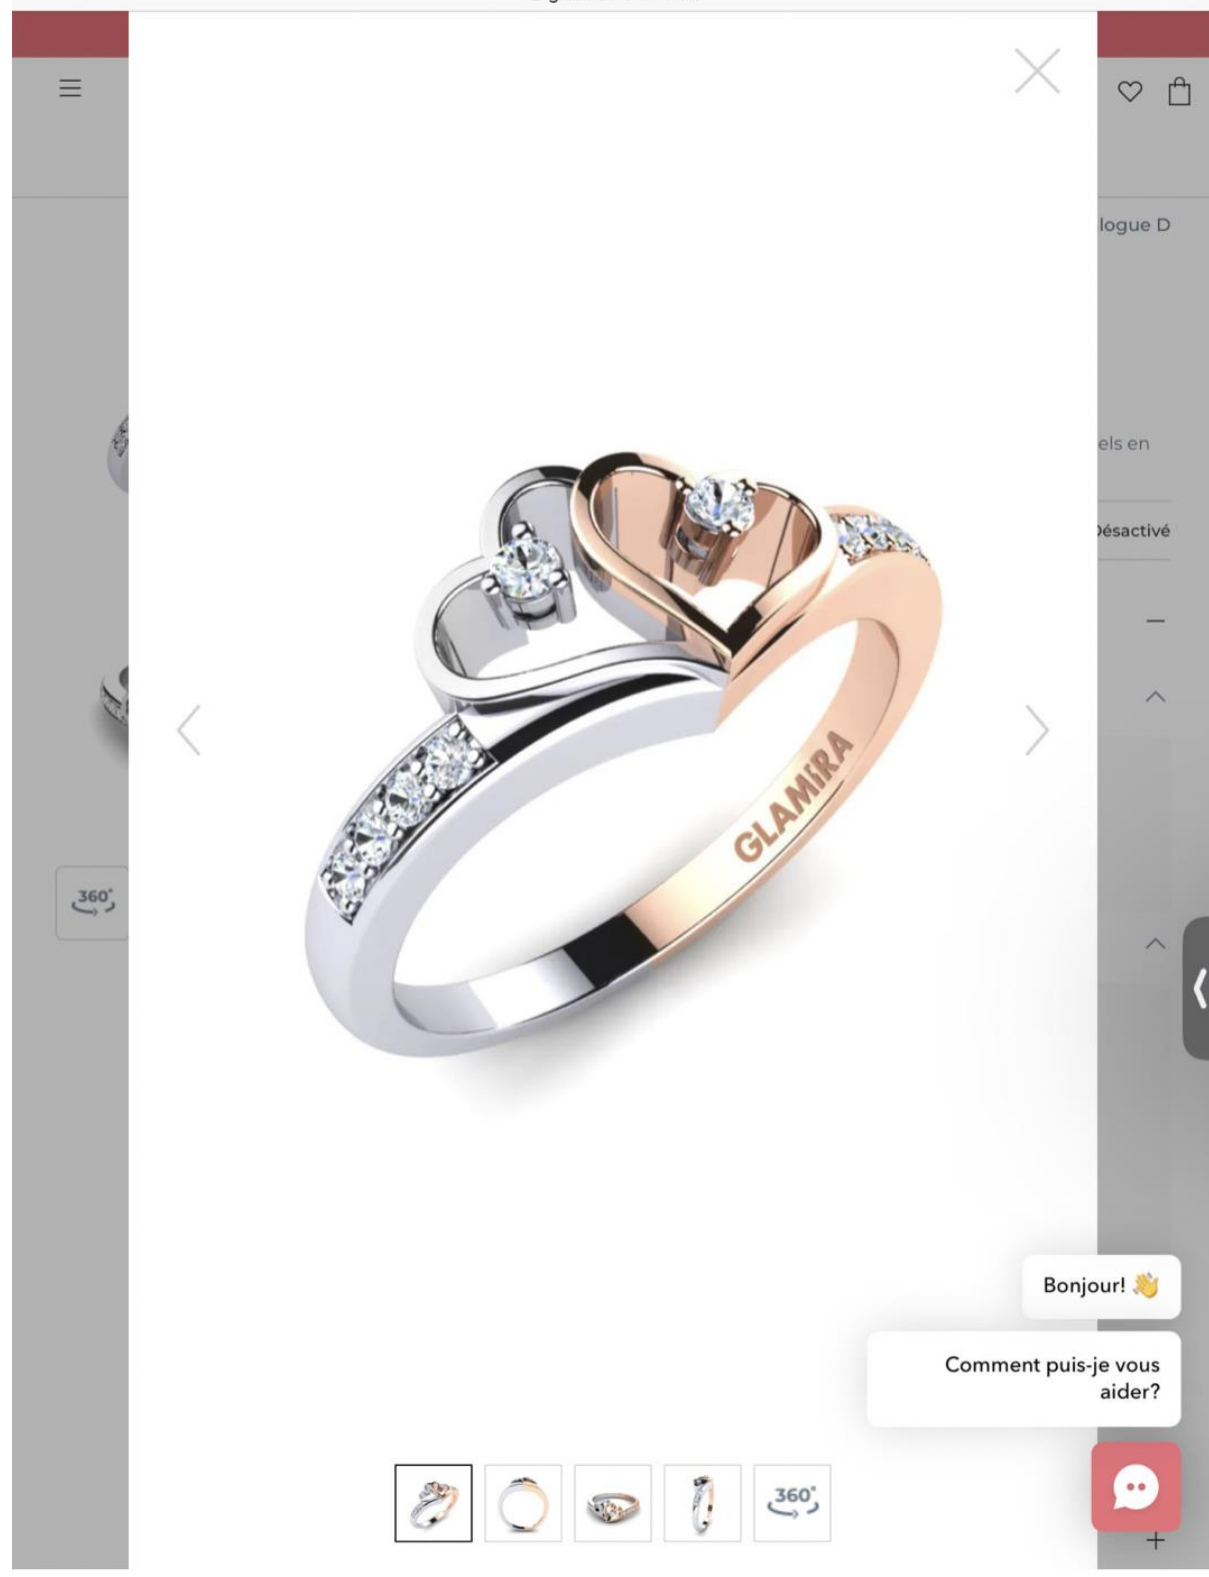 logue D
els en
Désactivé
GLAMIRA
360°
Bonjour! 👋
Comment puis-je vous
aider?
360°